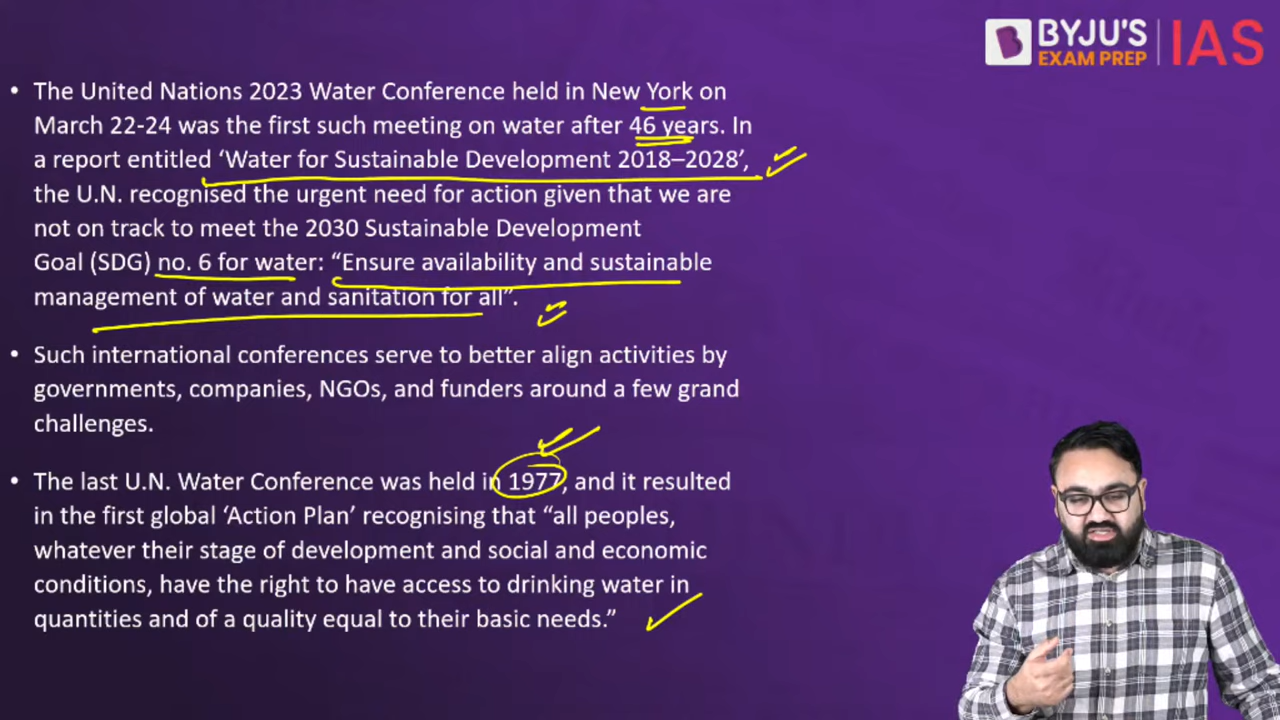 BYJU'S
EXAM PREP
IAS
• The United Nations 2023 Water Conference held in New York on
March 22-24 was the first such meeting on water after 46 years. In
a report entitled ‘Water for Sustainable Development 2018–2028’,
the U.N. recognised the urgent need for action given that we are
not on track to meet the 2030 Sustainable Development
Goal (SDG) no. 6 for water: “Ensure availability and sustainable
management of water and sanitation for all”.
• Such international conferences serve to better align activities by
governments, companies, NGOs, and funders around a few grand
challenges.
• The last U.N. Water Conference was held in 1977, and it resulted
in the first global ‘Action Plan’ recognising that “all peoples,
whatever their stage of development and social and economic
conditions, have the right to have access to drinking water in
quantities and of a quality equal to their basic needs.”